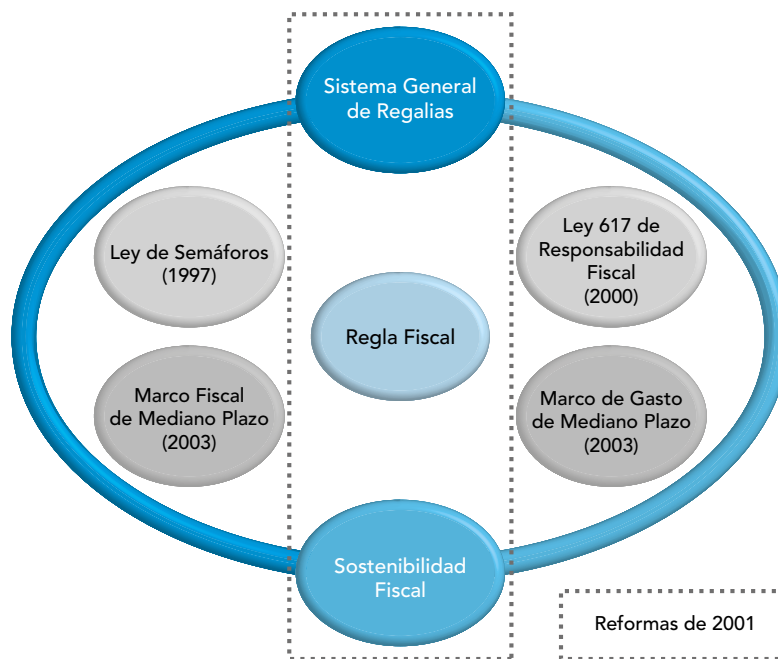 Sistema General
de Regalias
Ley de Semáforos
(1997)
Ley 617 de
Responsabilidad
Fiscal
(2000)
Regla Fiscal
Marco Fiscal
de Mediano Plazo
(2003)
Marco de Gasto
de Mediano Plazo
(2003)
Sostenibilidad
Fiscal
Reformas de 2001